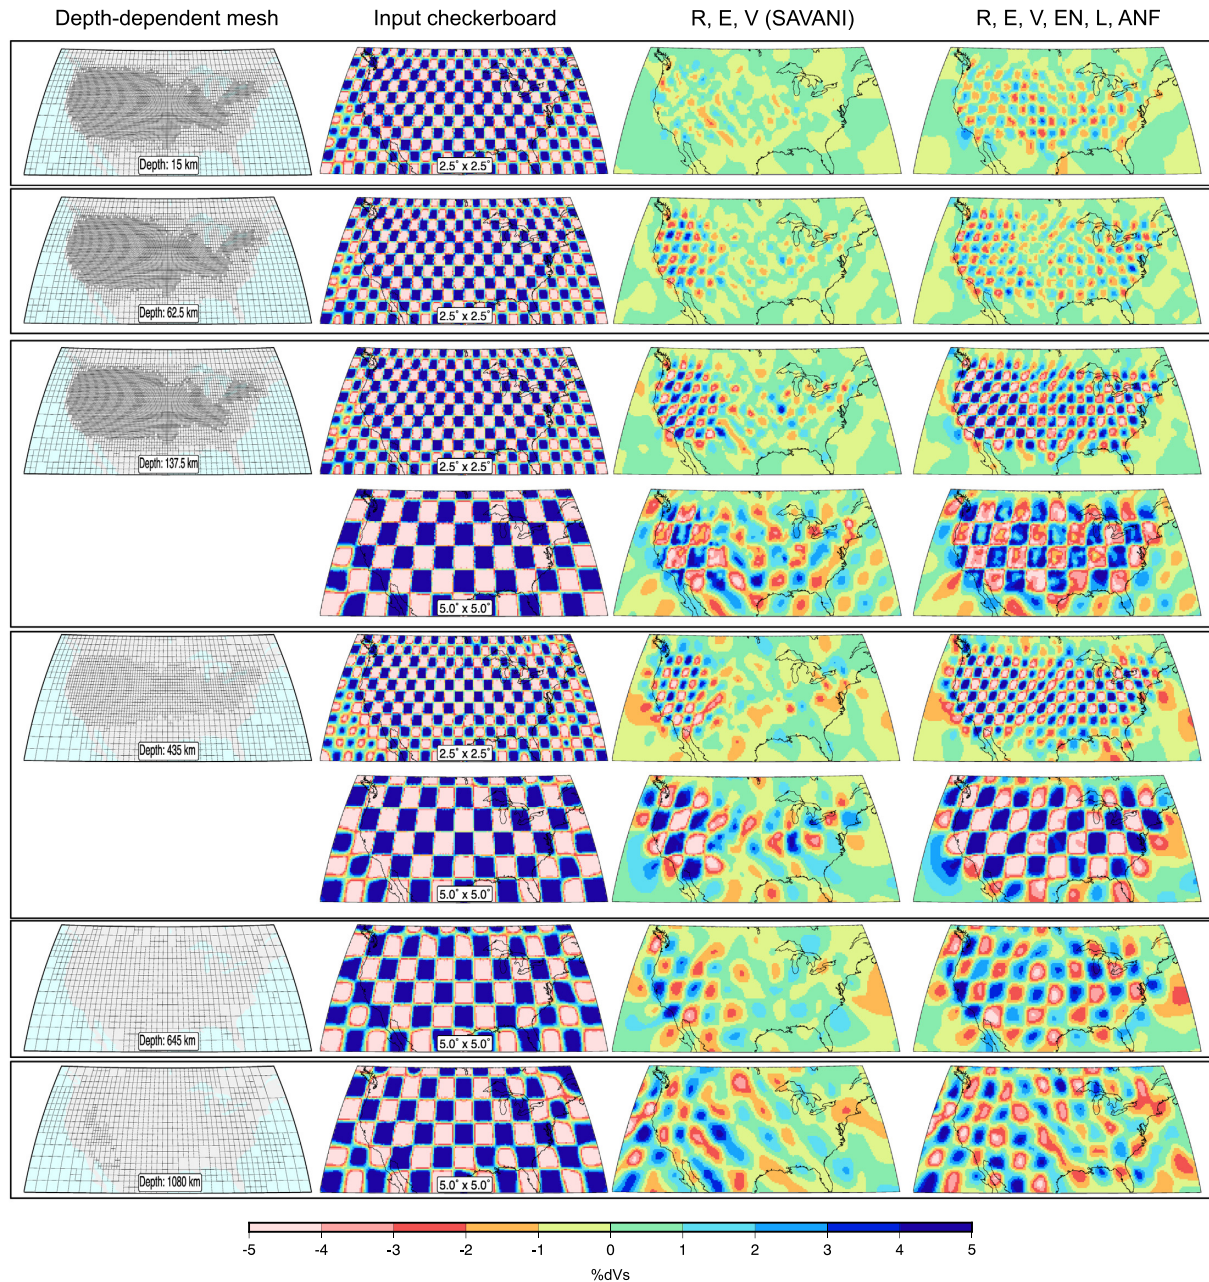 Depth-dependent mesh Input checkerboard R, E, V (SAVANI) R, E, V, EN, L, ANF
Depth: 15 km 2.5° x 2.5°
Depth: 62.5 km 2.5° x 2.5°
Depth: 137.5 km 2.5° x 2.5°
5.0° x 5.0°
Depth: 435 km 2.5° x 2.5°
5.0° x 5.0°
Depth: 645 km 5.0° x 5.0°
Depth: 1080 km 5.0° x 5.0°
-5 -4 -3 -2 -1 0 1 2 3 4 5
%dVs